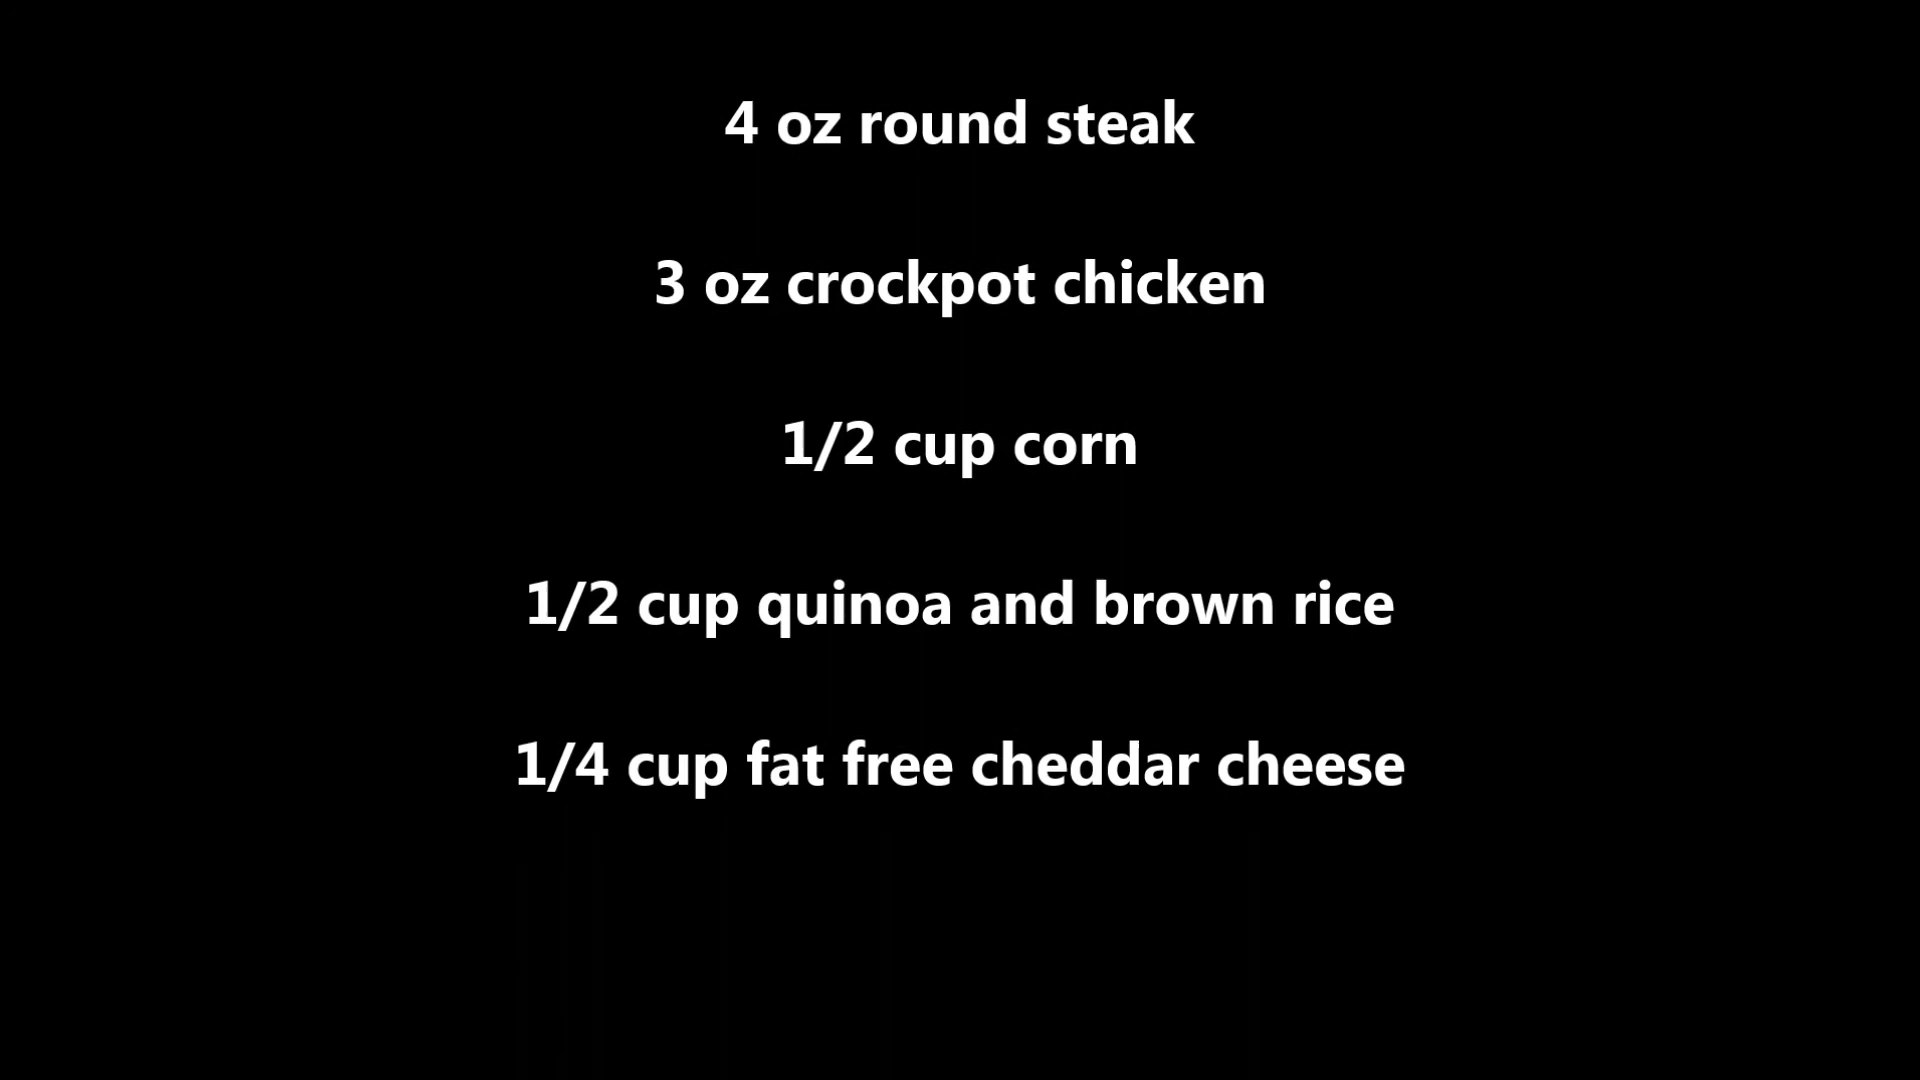 4 oz round steak
3 oz crockpot chicken
1/2 cup corn
1/2 cup quinoa and brown rice
1/4 cup fat free cheddar cheese